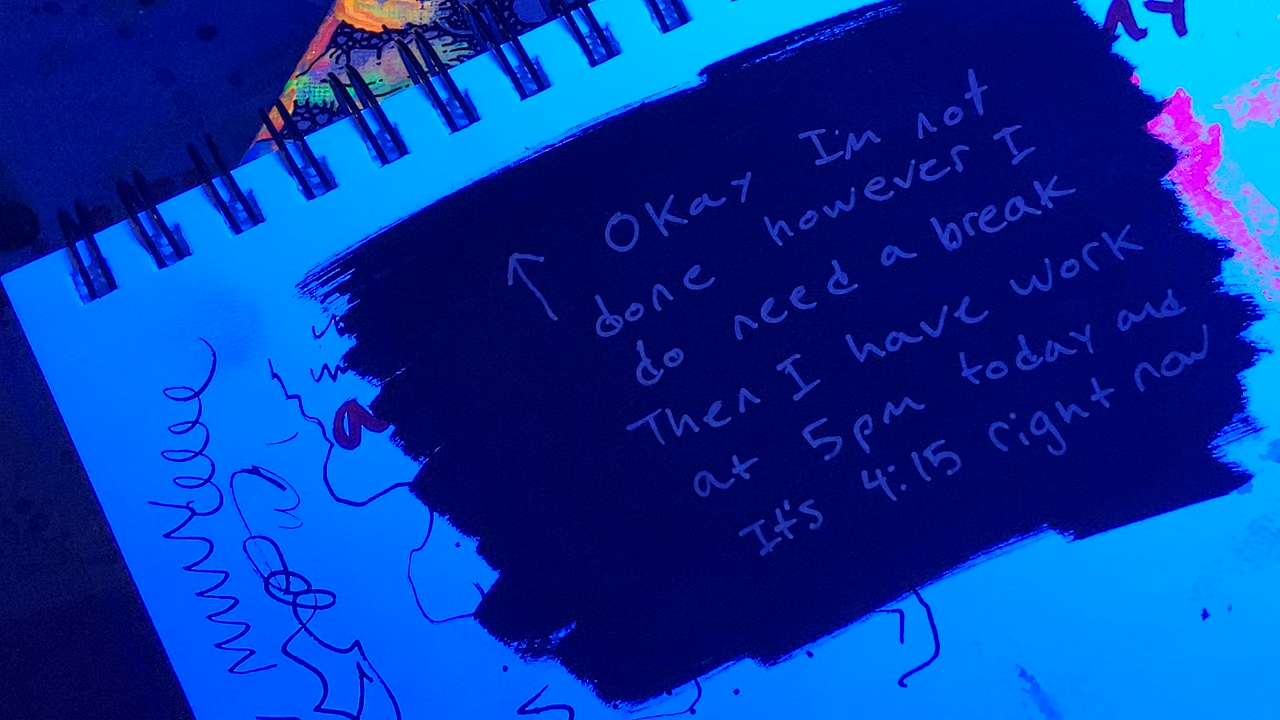 Okay I'm not
done however I
do need a break
Then I have work
at 5pm today and
It's 4:15 right now
a